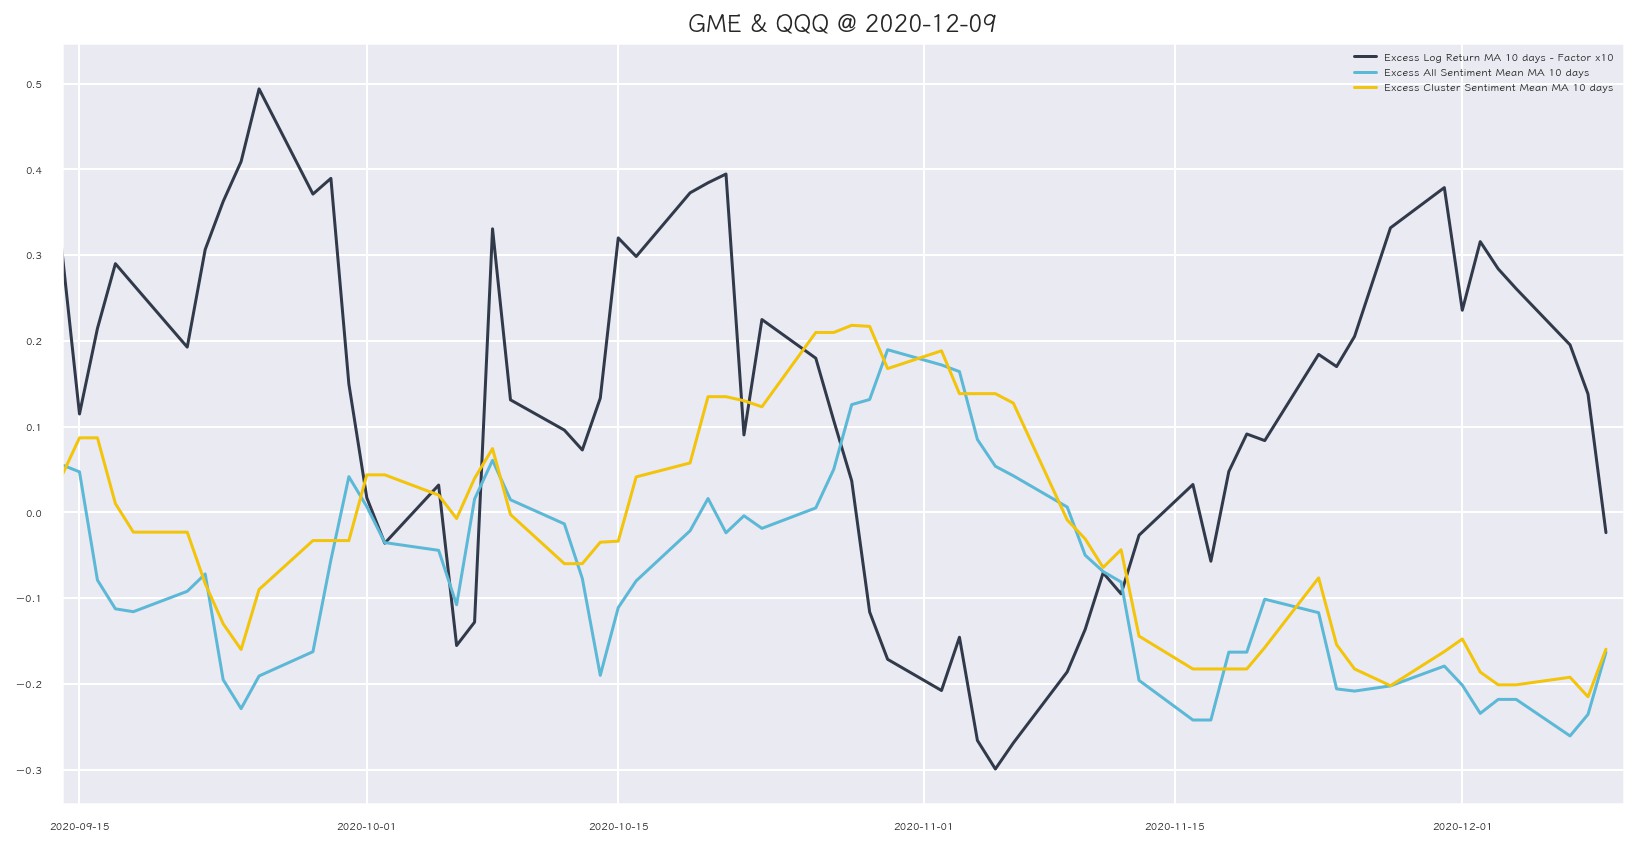 GME & QQQ @ 2020-12-09
Excess Log Return MA 10 days - Factor x10
Excess All Sentiment Mean MA 10 days
Excess Cluster Sentiment Mean MA 10 days
0.5
0.4
0.3
0.2
0.1
0.0
−0.1
−0.2
−0.3
2020-09-15 2020-10-01 2020-10-15 2020-11-01 2020-11-15 2020-12-01